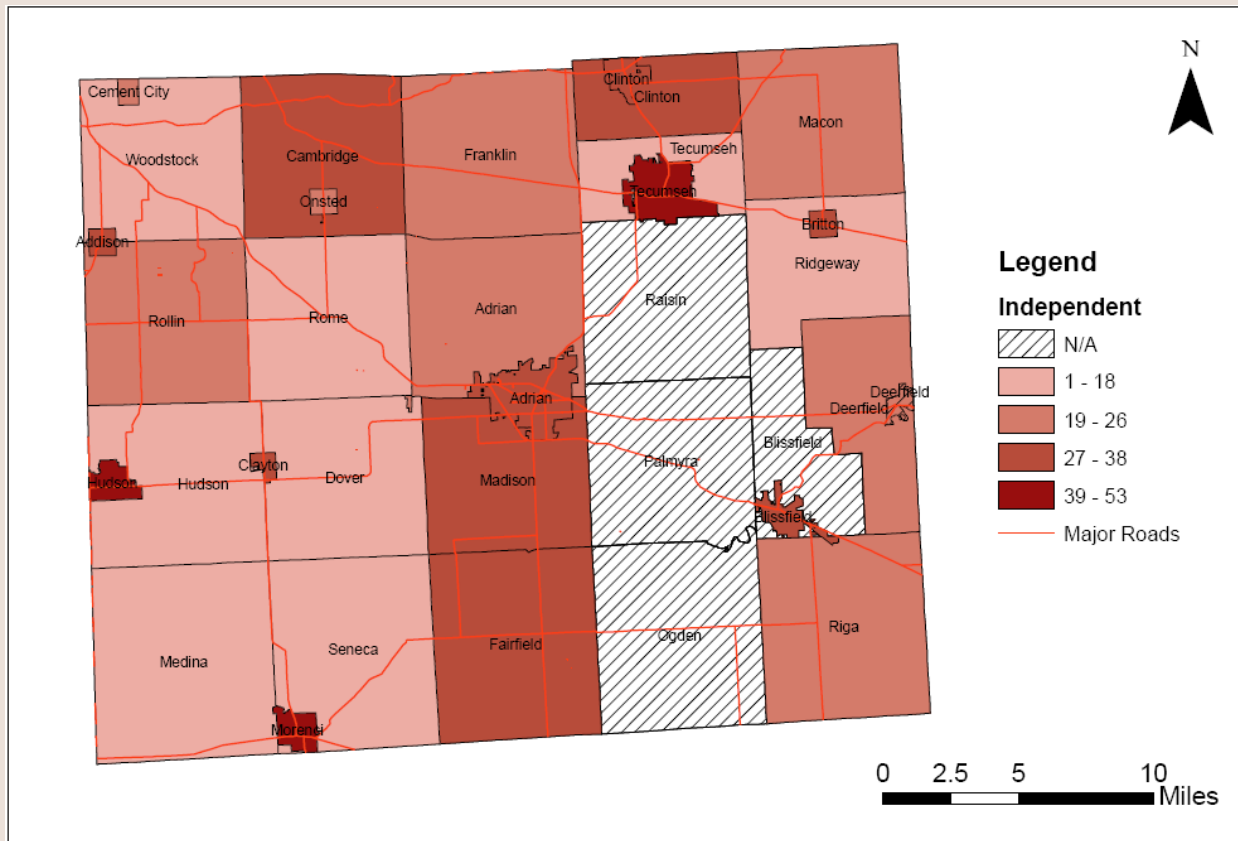 N
Cement City
Clinton
Clinton
Macon
Woodstock
Cambridge
Franklin
Tecumseh
Tecumseh
Onsted
Addison
Britton
Ridgeway
Raisin
Rollin
Rome
Adrian
Adrian
Deerfield
Deerfield
Blissfield
Palmyra
Clayton
Hudson
Hudson
Dover
Madison
Blissfield
Riga
Ogden
Fairfield
Seneca
Medina
Morenci
Legend
Independent
N/A
1 - 18
19 - 26
27 - 38
39 - 53
Major Roads
0 2.5 5 10
Miles